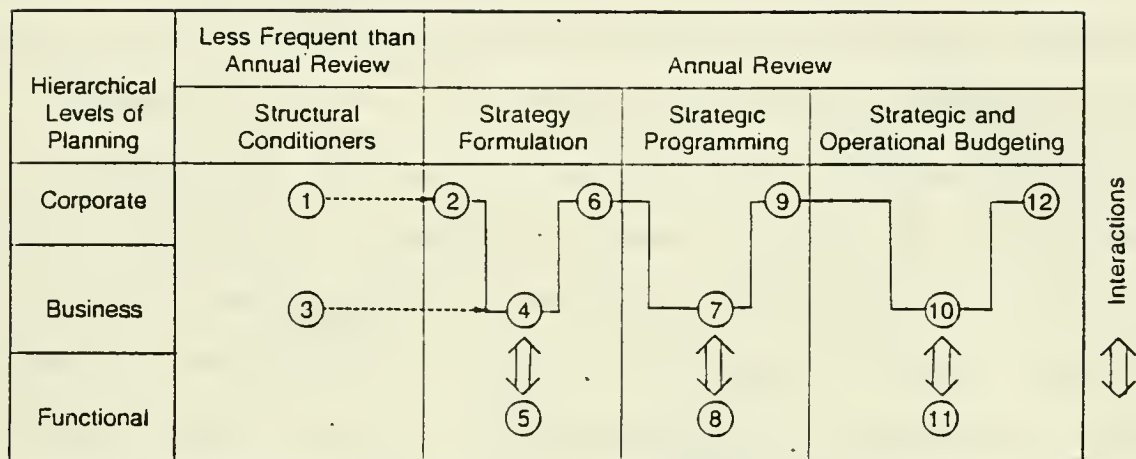 Hierarchical
Levels of
Planning
Less Frequent than
Annual Review
Annual Review
Structural
Conditioners
Strategy
Formulation
Strategic
Programming
Strategic and
Operational Budgeting
Corporate
1
2
6
9
12
Business
3
4
7
10
Functional
5
8
11
Interactions